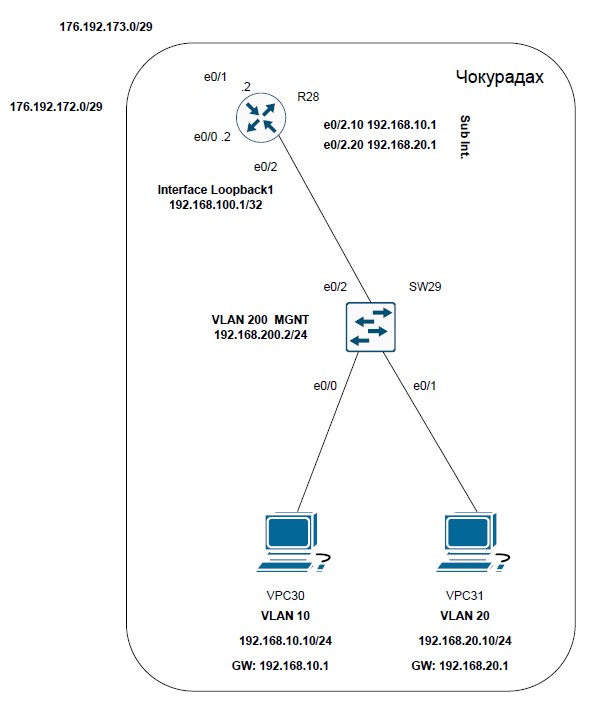 176.192.173.0/29
Чокурадах
e0/1
.2
R28
176.192.172.0/29
e0/2.10 192.168.10.1
Sub Int.
e0/0 .2
e0/2.20 192.168.20.1
e0/2
Interface Loopback1
192.168.100.1/32
e0/2
SW29
VLAN 200 MGNT
192.168.200.2/24
e0/0
e0/1
VPC30
VPC31
VLAN 10
VLAN 20
192.168.10.10/24
192.168.20.10/24
GW: 192.168.10.1
GW: 192.168.20.1